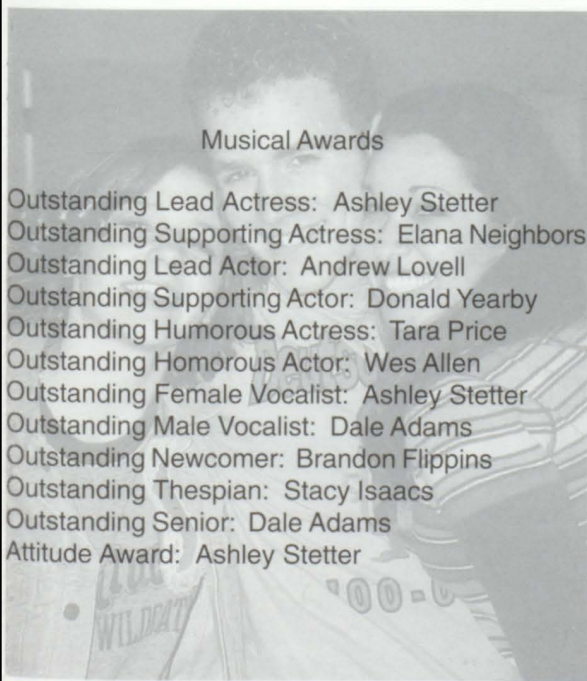 Musical Awards
Outstanding Lead Actress: Ashley Stetter
Outstanding Supporting Actress: Elana Neighbors
Outstanding Lead Actor: Andrew Lovell
Outstanding Supporting Actor: Donald Yearby
Outstanding Humorous Actress: Tara Price
Outstanding Homorous Actor: Wes Allen
Outstanding Female Vocalist: Ashley Stetter
Outstanding Male Vocalist: Dale Adams
Outstanding Newcomer: Brandon Flippins
Outstanding Thespian: Stacy Isaacs
Outstanding Senior: Dale Adams
Attitude Award: Ashley Stetter
WILDCAT